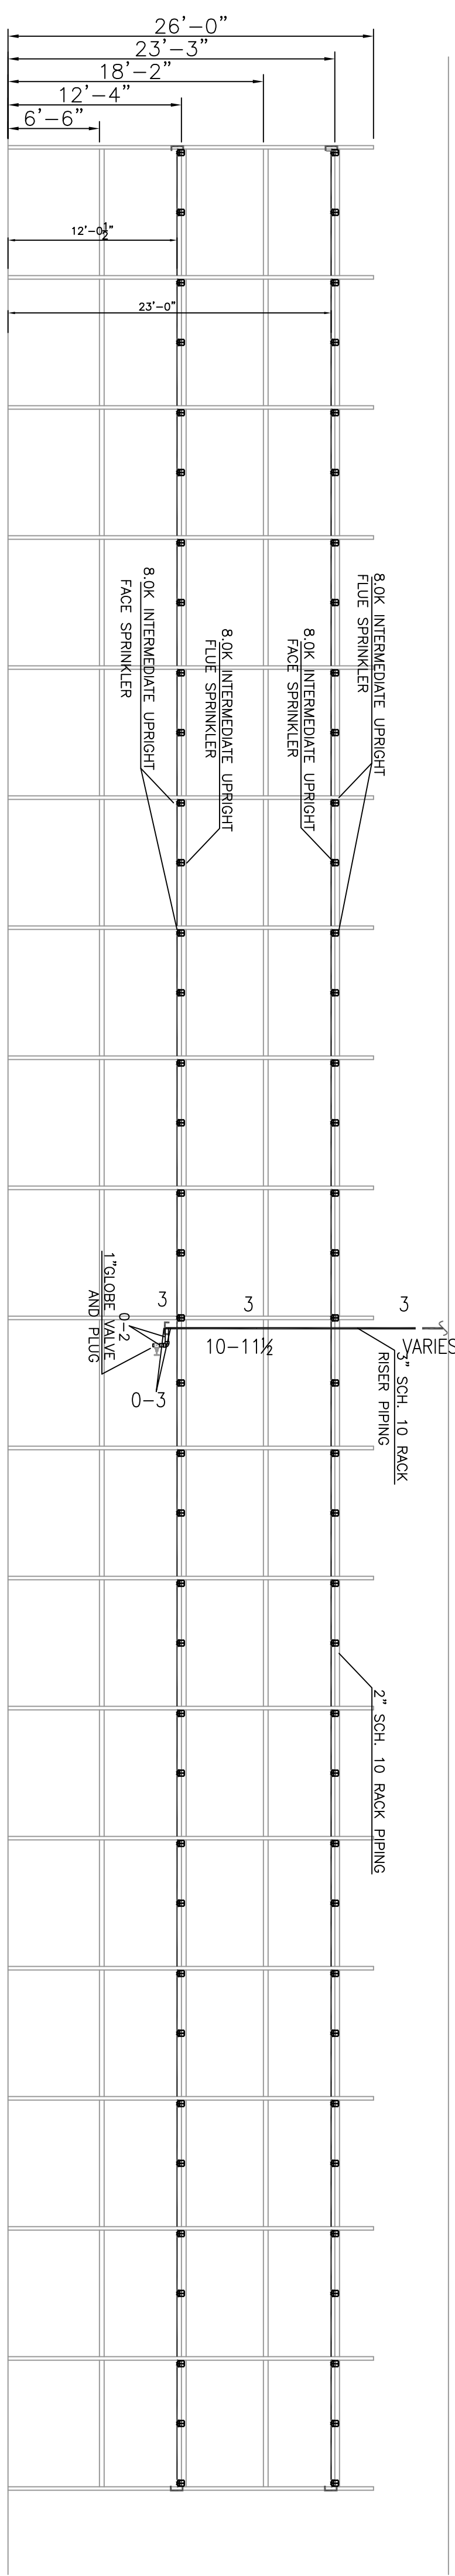 26'-0"
23'-3"
18'-2"
12'-4"
6'-6"
12'-0½"
23'-0"
8.0K INTERMEDIATE UPRIGHT
FLUE SPRINKLER
8.0K INTERMEDIATE UPRIGHT
FACE SPRINKLER
8.0K INTERMEDIATE UPRIGHT
FLUE SPRINKLER
8.0K INTERMEDIATE UPRIGHT
FACE SPRINKLER
3
3
3
10-11½
VARIES
3" SCH. 10 RACK
RISER PIPING
0-2
1"GLOBE VALVE
AND PLUG
0-3
2" SCH. 10 RACK PIPING